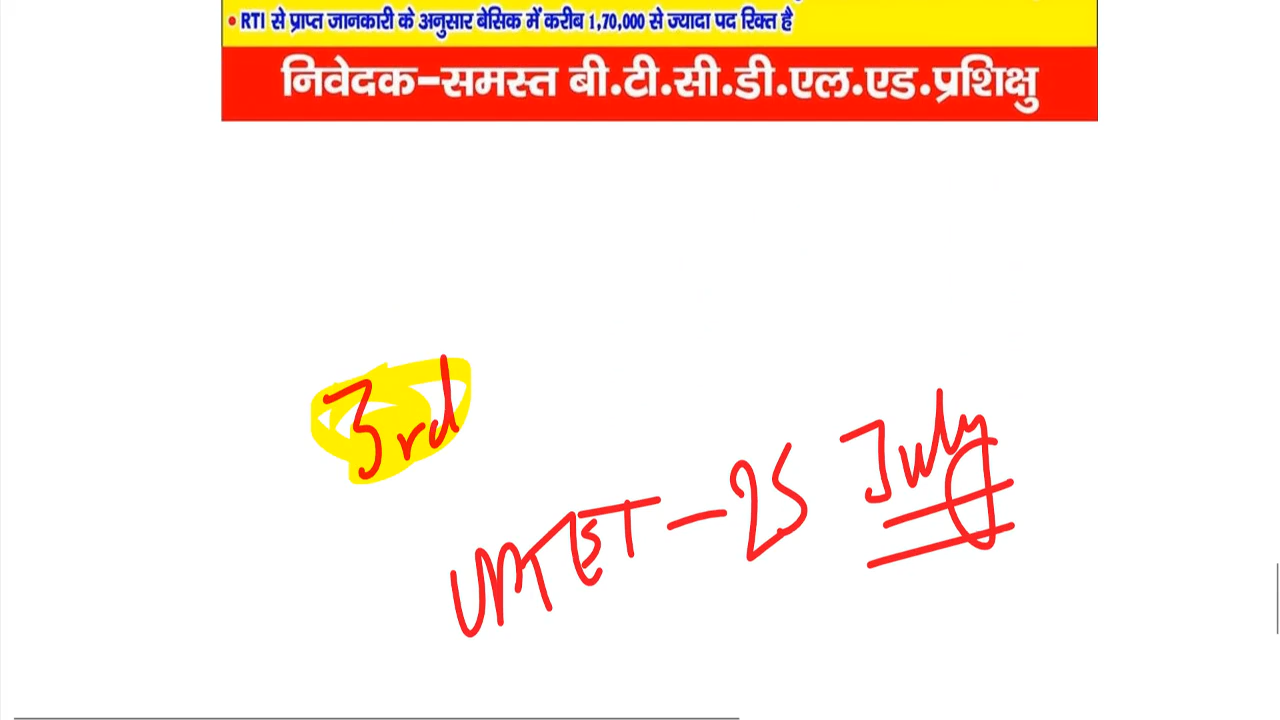 • RTI से प्राप्त जानकारी के अनुसार बेसिक में करीब 1,70,000 से ज्यादा पद रिक्त है
निवेदक-समस्त बी.टी.सी.डी.एल.एड.प्रशिक्षु
3rd
UPTET - 25 July